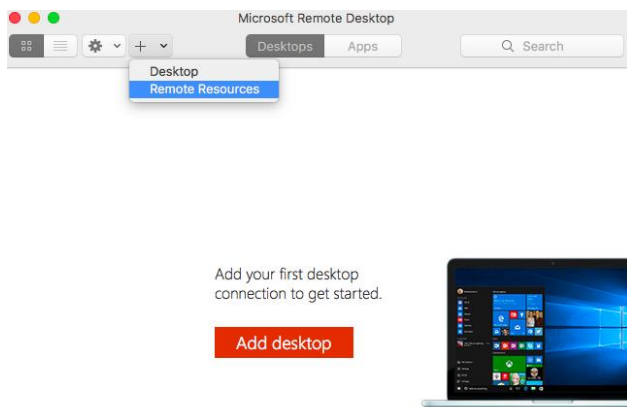 Microsoft Remote Desktop
Desktops Apps Search
Desktop
Remote Resources
Add your first desktop
connection to get started.
Add desktop